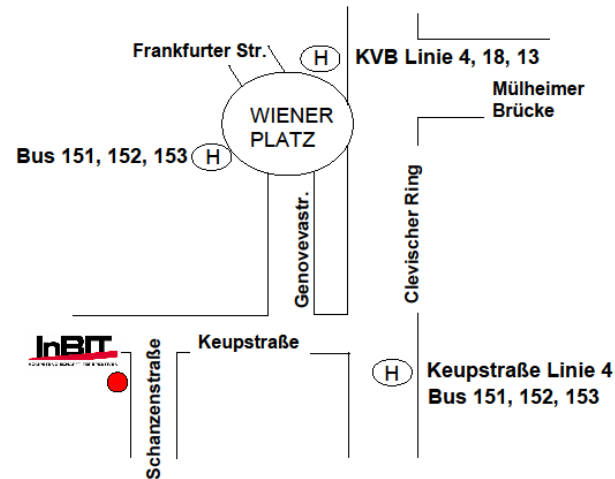 Frankfurter Str.
H
KVB Linie 4, 18, 13
Mülheimer
Brücke
WIENER
PLATZ
Bus 151, 152, 153
H
Genovevastr.
Clevischer Ring
InBIT
Keupstraße
Schanzenstraße
H
Keupstraße Linie 4
Bus 151, 152, 153